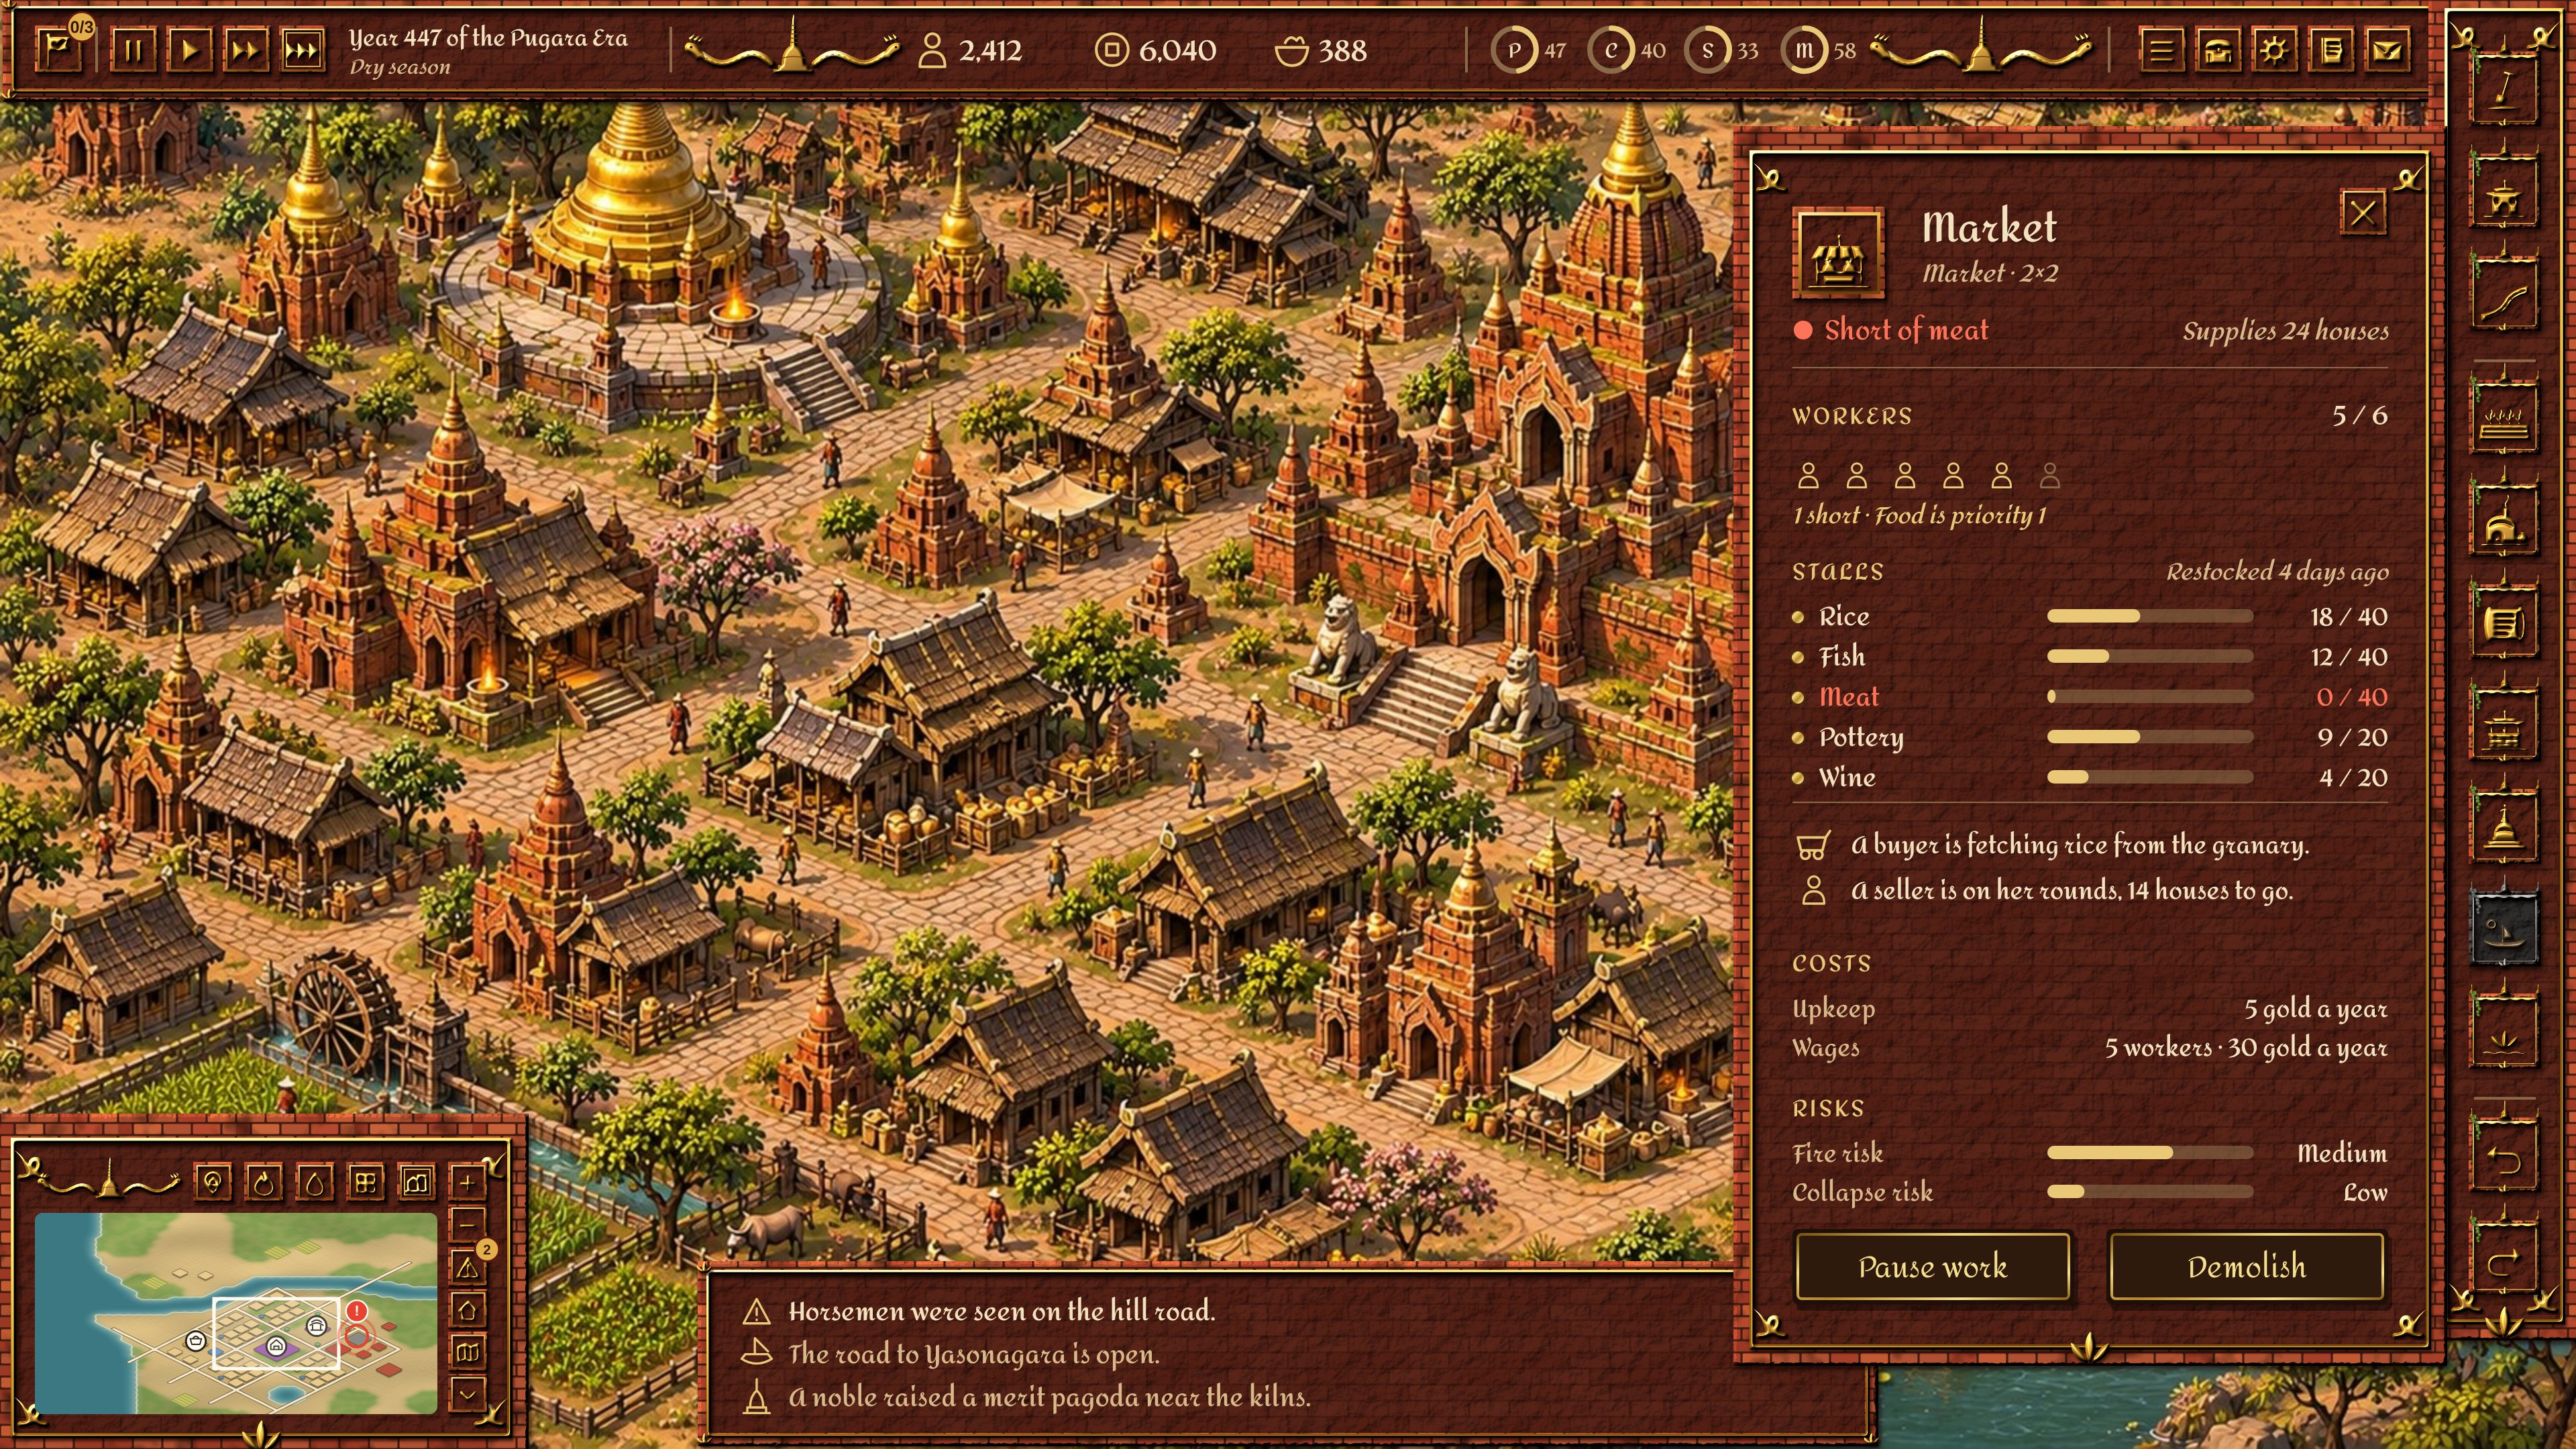 0/3
Year 447 of the Pugara Era
Dry season
2,412
6,040
388
P 47
C 40
S 33
M 58
Market
Market · 2×2
Short of meat
Supplies 24 houses
WORKERS
5 / 6
1 short · Food is priority 1
STALLS
Restocked 4 days ago
Rice 18 / 40
Fish 12 / 40
Meat 0 / 40
Pottery 9 / 20
Wine 4 / 20
A buyer is fetching rice from the granary.
A seller is on her rounds, 14 houses to go.
COSTS
Upkeep 5 gold a year
Wages 5 workers · 30 gold a year
RISKS
Fire risk Medium
Collapse risk Low
Pause work
Demolish
2
!
Horsemen were seen on the hill road.
The road to Yasonagara is open.
A noble raised a merit pagoda near the kilns.